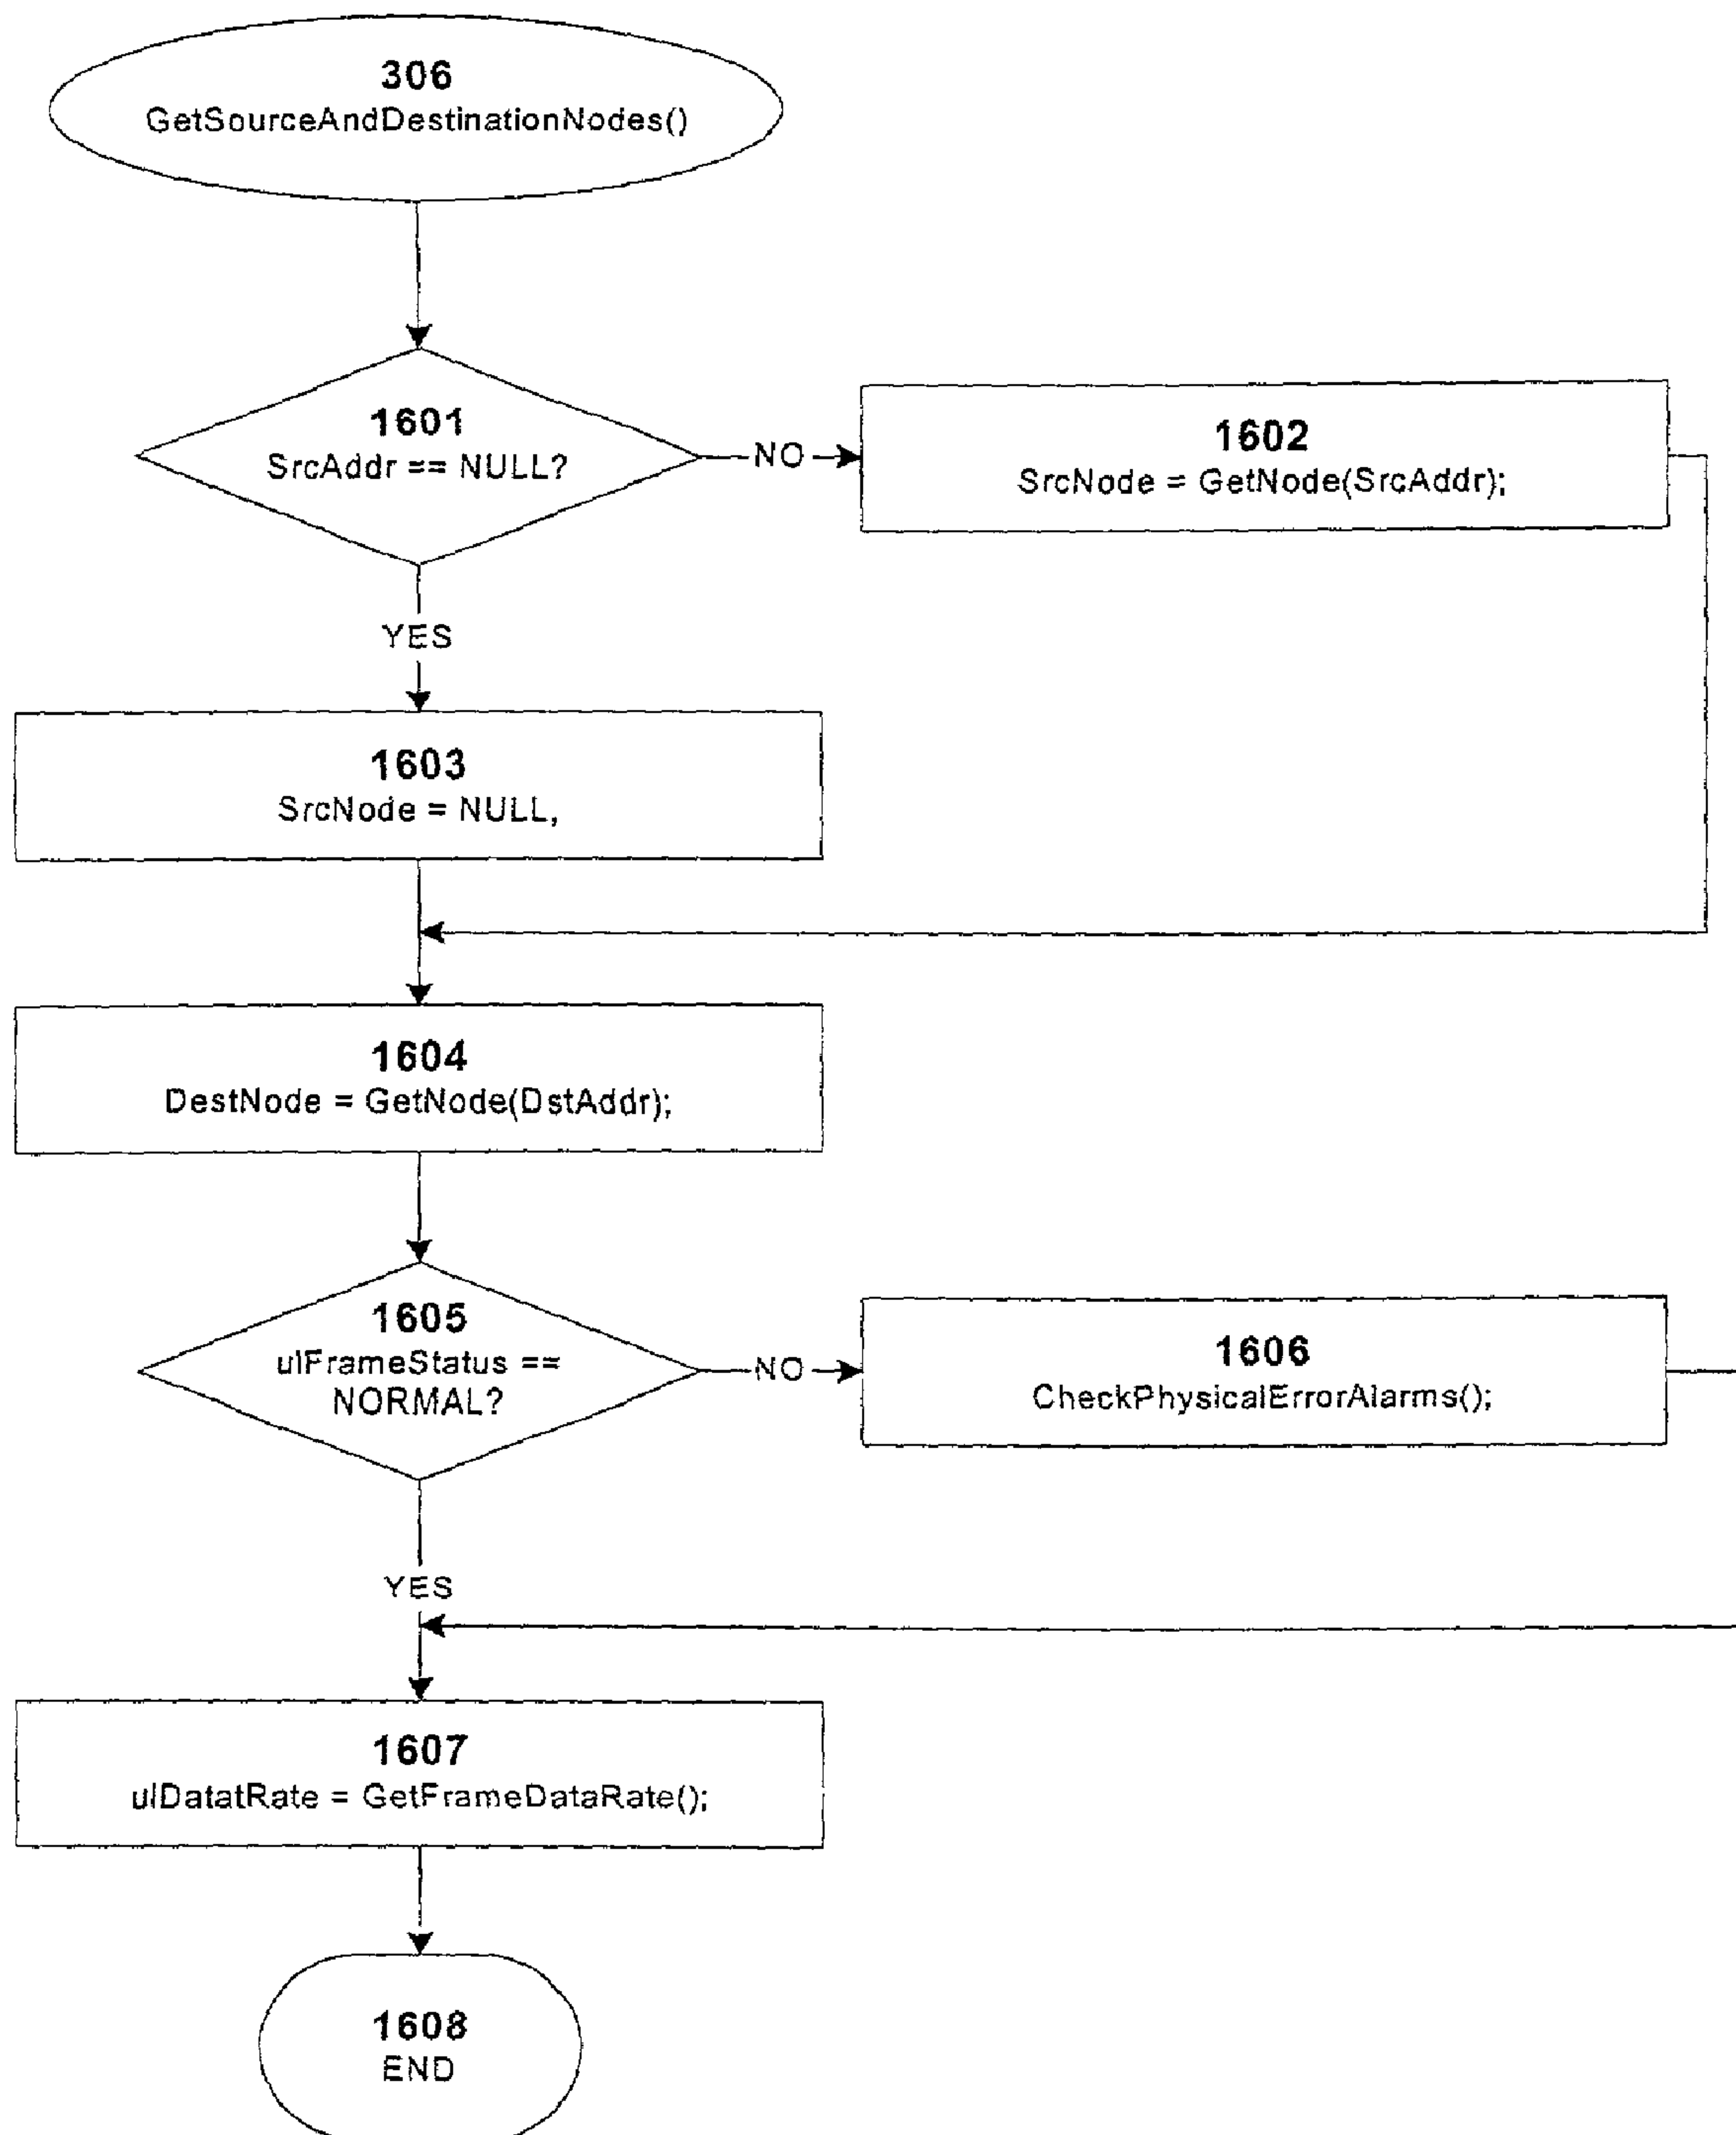 306
GetSourceAndDestinationNodes()
1601
SrcAddr == NULL?
NO
1602
SrcNode = GetNode(SrcAddr);
YES
1603
SrcNode = NULL,
1604
DestNode = GetNode(DstAddr);
1605
ulFrameStatus ==
NORMAL?
NO
1606
CheckPhysicalErrorAlarms();
YES
1607
ulDatatRate = GetFrameDataRate();
1608
END